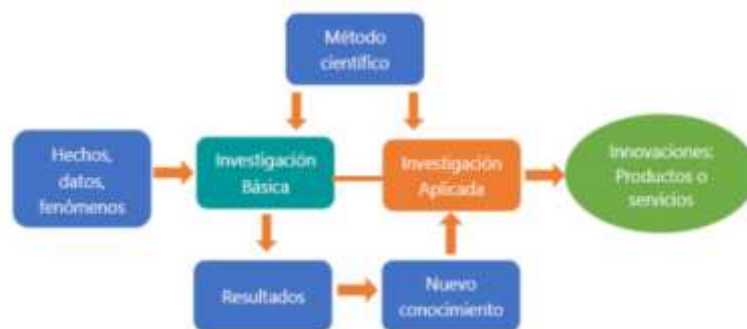 Método
científico
Hechos,
datos,
fenómenos
Investigación
Básica
Investigación
Aplicada
Innovaciones:
Productos o
servicios
Resultados
Nuevo
conocimiento